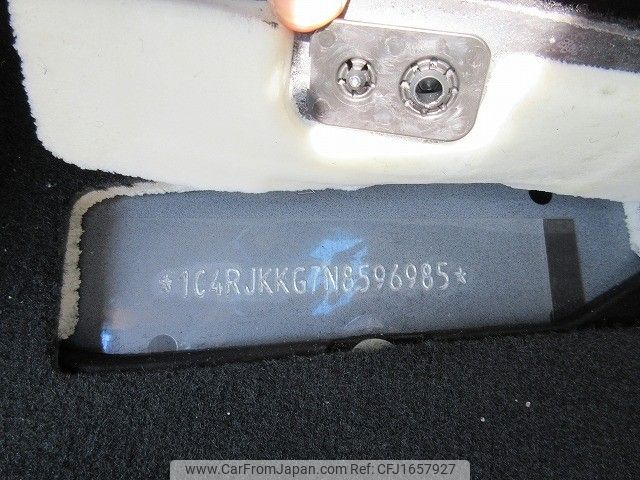 *1C4RJKKG7N8596985*
www.CarFromJapan.com Ref: CFJ1657927